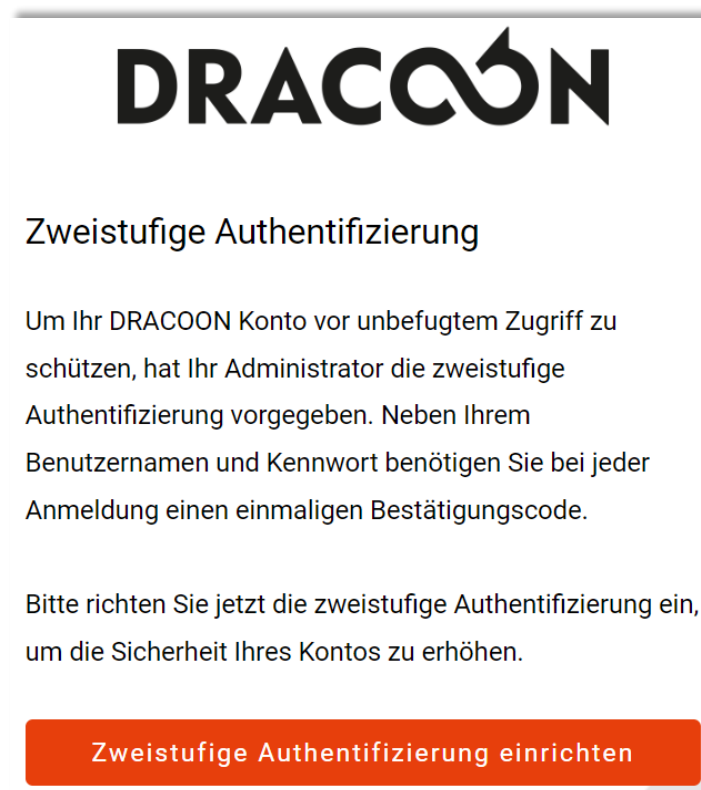 DRACOON
Zweistufige Authentifizierung
Um Ihr DRACOON Konto vor unbefugtem Zugriff zu
schützen, hat Ihr Administrator die zweistufige
Authentifizierung vorgegeben. Neben Ihrem
Benutzernamen und Kennwort benötigen Sie bei jeder
Anmeldung einen einmaligen Bestätigungscode.
Bitte richten Sie jetzt die zweistufige Authentifizierung ein,
um die Sicherheit Ihres Kontos zu erhöhen.
Zweistufige Authentifizierung einrichten